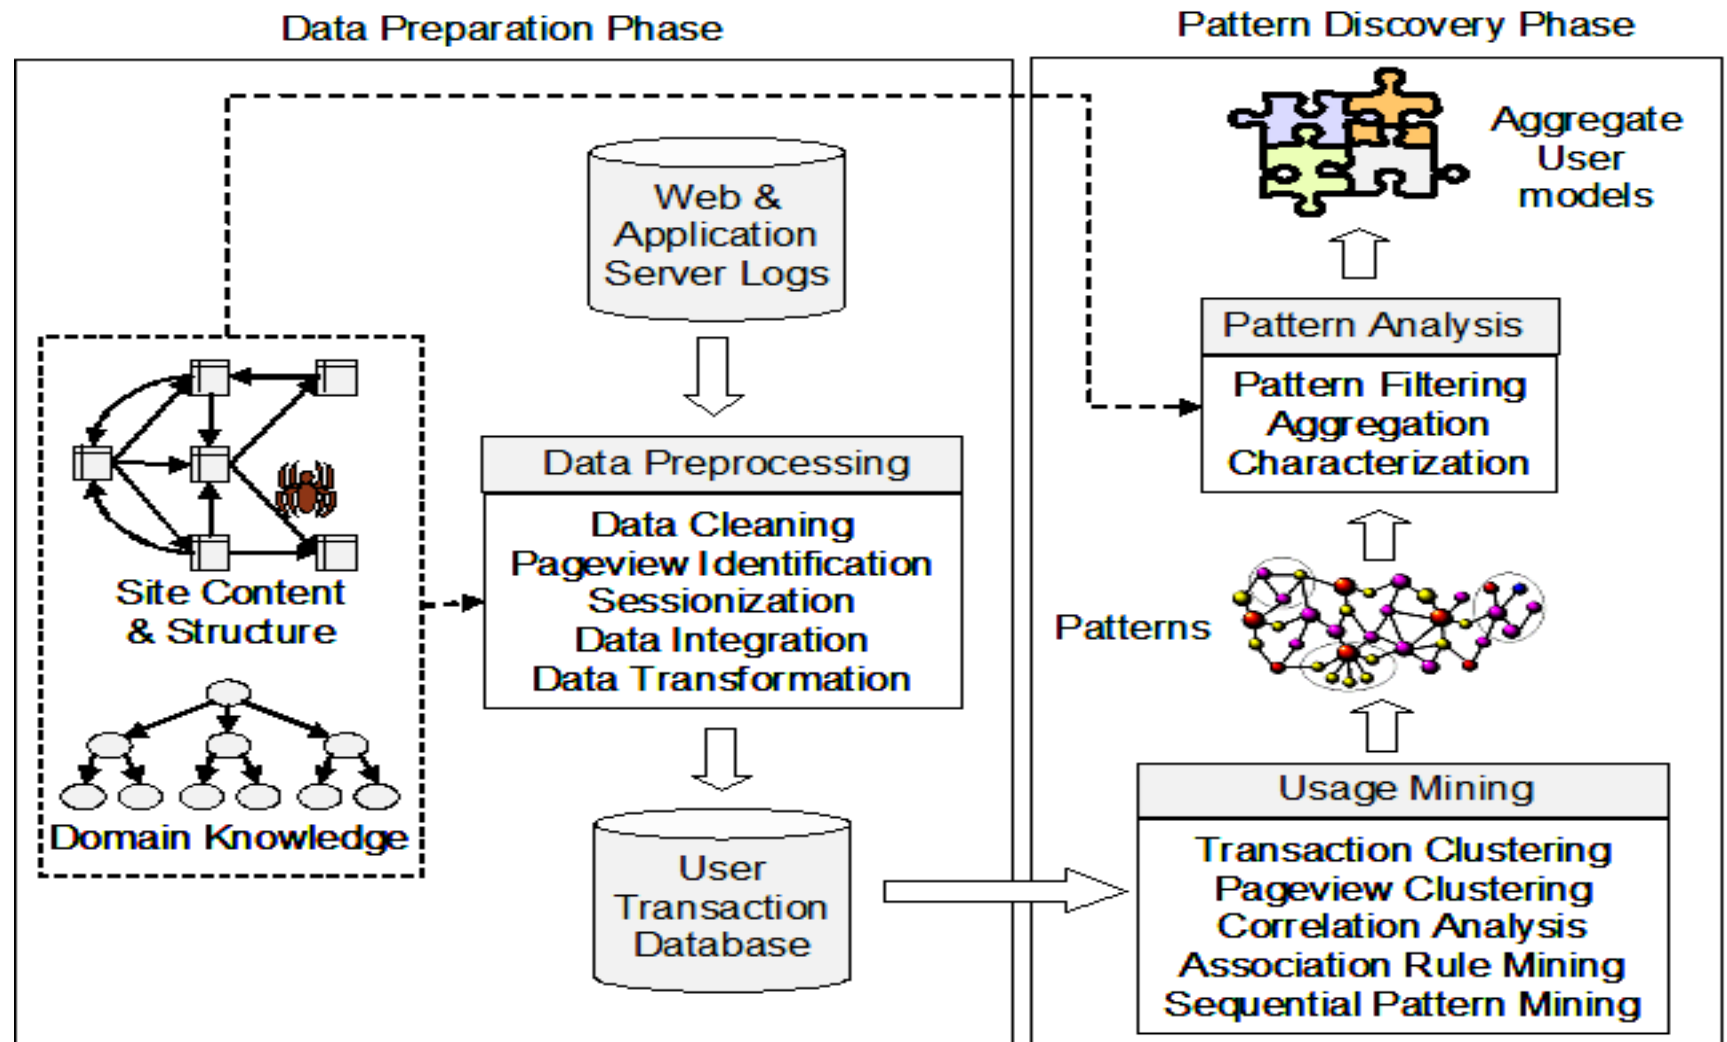 Data Preparation Phase
Pattern Discovery Phase
Web &
Application
Server Logs
Data Preprocessing
Data Cleaning
Pageview Identification
Sessionization
Data Integration
Data Transformation
Site Content
& Structure
Domain Knowledge
User
Transaction
Database
Aggregate
User
models
Pattern Analysis
Pattern Filtering
Aggregation
Characterization
Patterns
Usage Mining
Transaction Clustering
Pageview Clustering
Correlation Analysis
Association Rule Mining
Sequential Pattern Mining